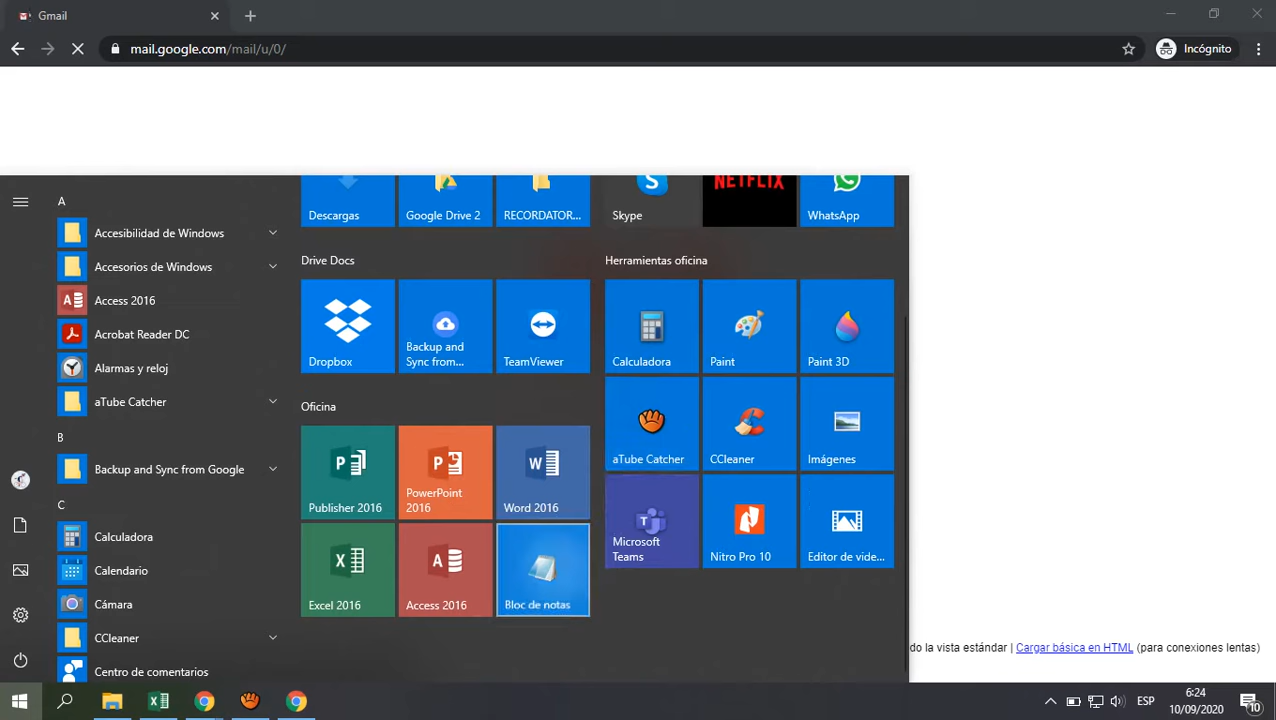 Gmail
mail.google.com/mail/u/0/
Incógnito
A
Accesibilidad de Windows
Accesorios de Windows
Access 2016
Acrobat Reader DC
Alarmas y reloj
aTube Catcher
B
Backup and Sync from Google
C
Calculadora
Calendario
Cámara
CCleaner
Centro de comentarios
Descargas
Google Drive 2
RECORDATOR...
Skype
NETFLIX
WhatsApp
Drive Docs
Dropbox
Backup and
Sync from...
TeamViewer
Oficina
Publisher 2016
PowerPoint
2016
Word 2016
Excel 2016
Access 2016
Bloc de notas
Herramientas oficina
Calculadora
Paint
Paint 3D
aTube Catcher
CCleaner
Imágenes
Microsoft
Teams
Nitro Pro 10
Editor de vide...
do la vista estándar | Cargar básica en HTML (para conexiones lentas)
ESP
6:24
10/09/2020
10